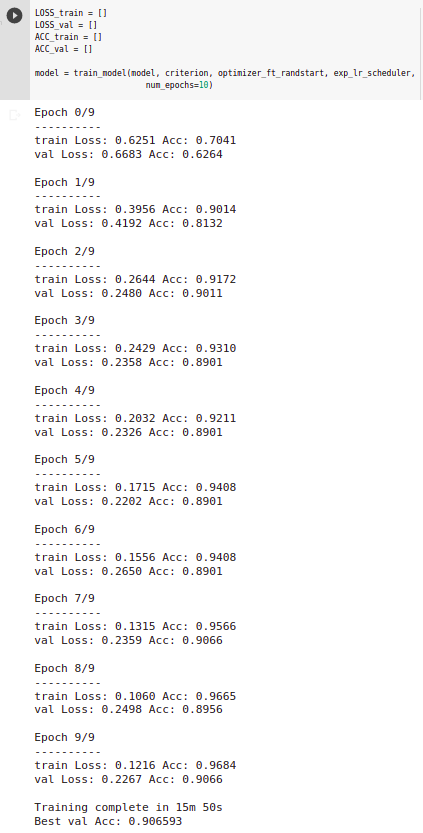 LOSS_train = []
LOSS_val = []
ACC_train = []
ACC_val = []
model = train_model(model, criterion, optimizer_ft_randstart, exp_lr_scheduler,
num_epochs=10)
Epoch 0/9
----------
train Loss: 0.6251 Acc: 0.7041
val Loss: 0.6683 Acc: 0.6264
Epoch 1/9
----------
train Loss: 0.3956 Acc: 0.9014
val Loss: 0.4192 Acc: 0.8132
Epoch 2/9
----------
train Loss: 0.2644 Acc: 0.9172
val Loss: 0.2480 Acc: 0.9011
Epoch 3/9
----------
train Loss: 0.2429 Acc: 0.9310
val Loss: 0.2358 Acc: 0.8901
Epoch 4/9
----------
train Loss: 0.2032 Acc: 0.9211
val Loss: 0.2326 Acc: 0.8901
Epoch 5/9
----------
train Loss: 0.1715 Acc: 0.9408
val Loss: 0.2202 Acc: 0.8901
Epoch 6/9
----------
train Loss: 0.1556 Acc: 0.9408
val Loss: 0.2650 Acc: 0.8901
Epoch 7/9
----------
train Loss: 0.1315 Acc: 0.9566
val Loss: 0.2359 Acc: 0.9066
Epoch 8/9
----------
train Loss: 0.1060 Acc: 0.9665
val Loss: 0.2498 Acc: 0.8956
Epoch 9/9
----------
train Loss: 0.1216 Acc: 0.9684
val Loss: 0.2267 Acc: 0.9066
Training complete in 15m 50s
Best val Acc: 0.906593